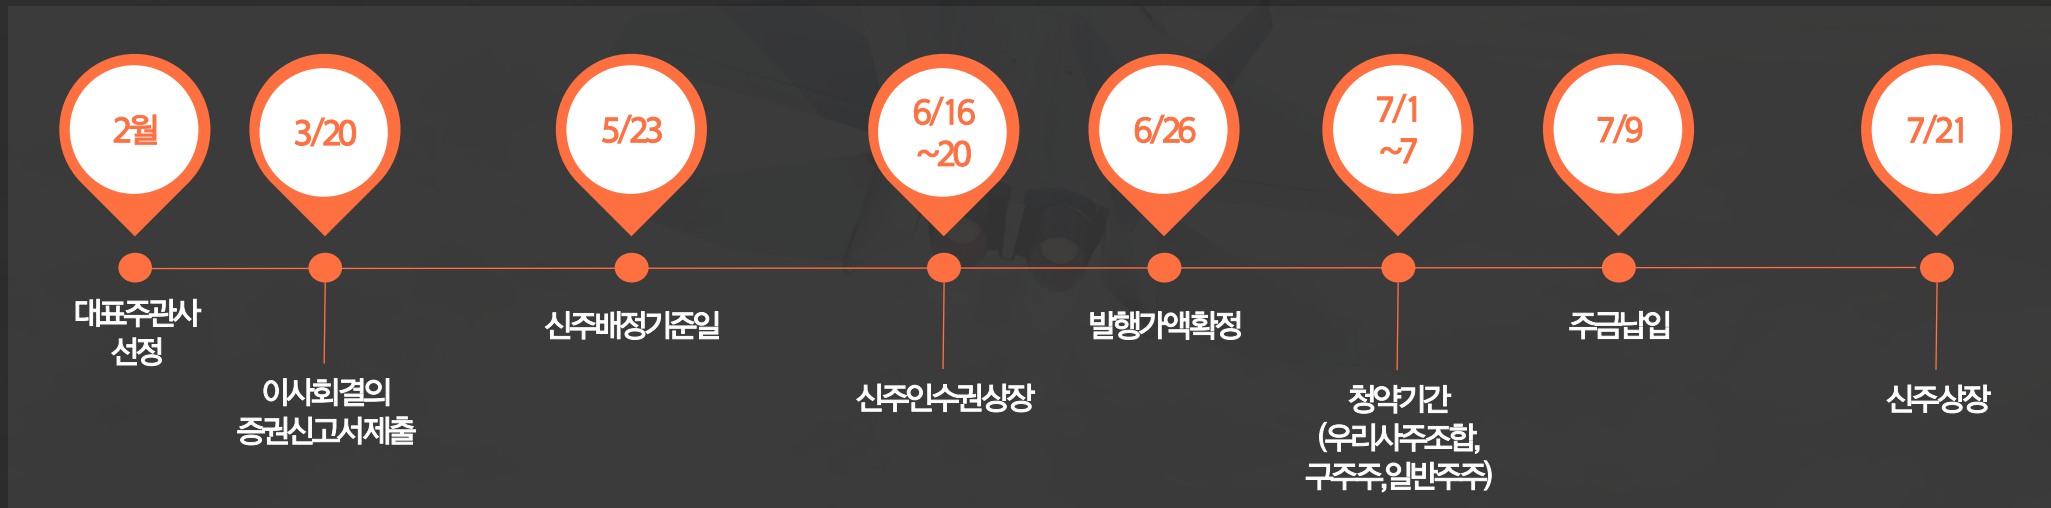 2월
대표주관사
선정
3/20
이사회결의
증권신고서제출
5/23
신주배정기준일
6/16
~20
신주인수권상장
6/26
발행가액확정
7/1
~7
청약기간
(우리사주조합,
구주주,일반주주)
7/9
주금납입
7/21
신주상장